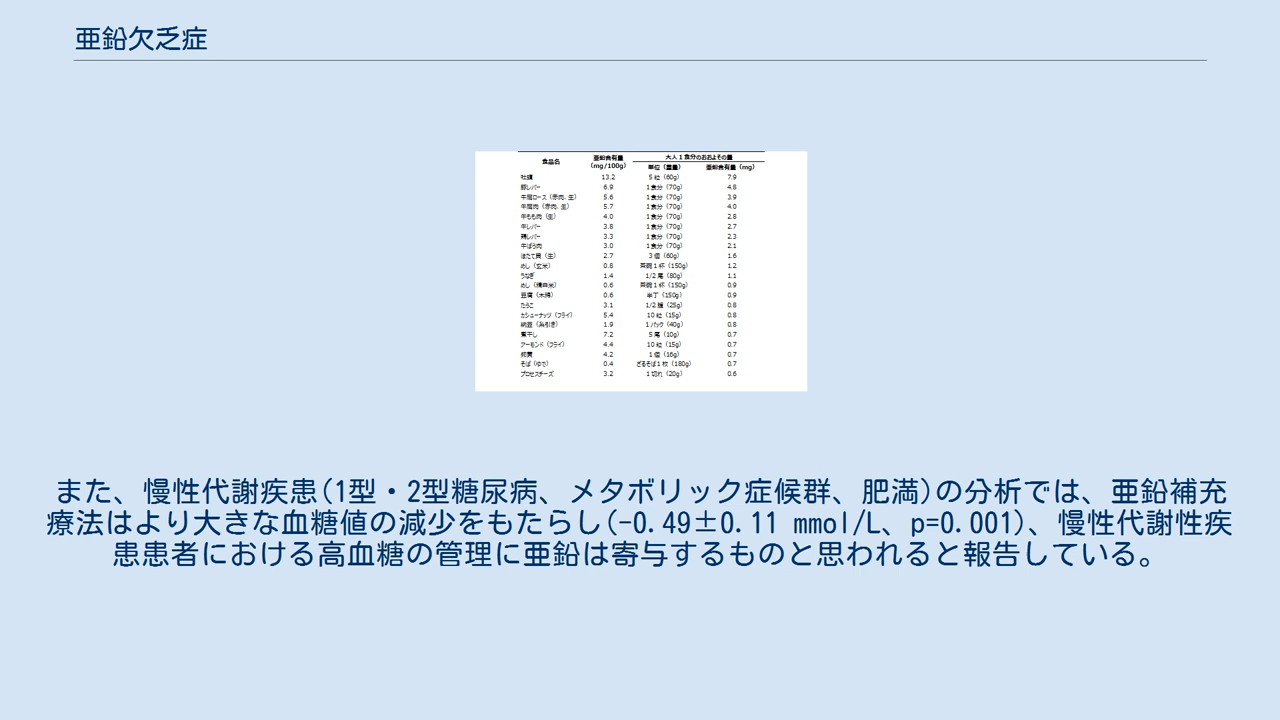 亜鉛欠乏症
大人1食分のおおよその量
食品名 亜鉛含有量 (mg/100g) 単位(重量) 亜鉛含有量(mg)
牡蠣 13.2 5粒(60g) 7.9
豚レバー 6.9 1食分(70g) 4.8
牛肩ロース(赤肉、生) 5.6 1食分(70g) 3.9
牛肩肉(赤肉、生) 5.7 1食分(70g) 4.0
牛もも肉(生) 4.0 1食分(70g) 2.8
牛レバー 3.8 1食分(70g) 2.7
鶏レバー 3.3 1食分(70g) 2.3
牛ばら肉 3.0 1食分(70g) 2.1
ほたて貝(生) 2.7 3個(60g) 1.6
めし(玄米) 0.8 茶碗1杯(150g) 1.2
うなぎ 1.4 1/2尾(80g) 1.1
めし(精白米) 0.6 茶碗1杯(150g) 0.9
豆腐(木綿) 0.6 半丁(150g) 0.9
たらこ 3.1 1/2腹(25g) 0.8
カシューナッツ(フライ) 5.4 10粒(15g) 0.8
納豆(糸引き) 1.9 1パック(40g) 0.8
煮干し 7.2 5尾(10g) 0.7
アーモンド(フライ) 4.4 10粒(15g) 0.7
卵黄 4.2 1個(16g) 0.7
そば(ゆで) 0.4 ざるそば1枚(180g) 0.7
プロセスチーズ 3.2 1切れ(20g) 0.6
また、慢性代謝疾患(1型・2型糖尿病、メタボリック症候群、肥満)の分析では、亜鉛補充
療法はより大きな血糖値の減少をもたらし(-0.49±0.11 mmol/L、p=0.001)、慢性代謝性疾
患患者における高血糖の管理に亜鉛は寄与するものと思われると報告している。